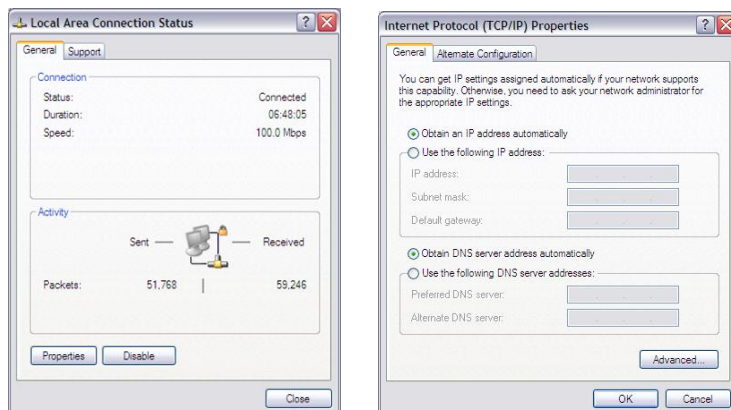 Local Area Connection Status
General Support
Connection
Status: Connected
Duration: 06:48:05
Speed: 100.0 Mbps
Activity
Sent — — Received
Packets: 51,768 | 59,246
Properties Disable
Close
Internet Protocol (TCP/IP) Properties
General Alternate Configuration
You can get IP settings assigned automatically if your network supports
this capability. Otherwise, you need to ask your network administrator for
the appropriate IP settings.
Obtain an IP address automatically
Use the following IP address:
IP address:
Subnet mask:
Default gateway:
Obtain DNS server address automatically
Use the following DNS server addresses:
Preferred DNS server:
Alternate DNS server:
Advanced...
OK Cancel